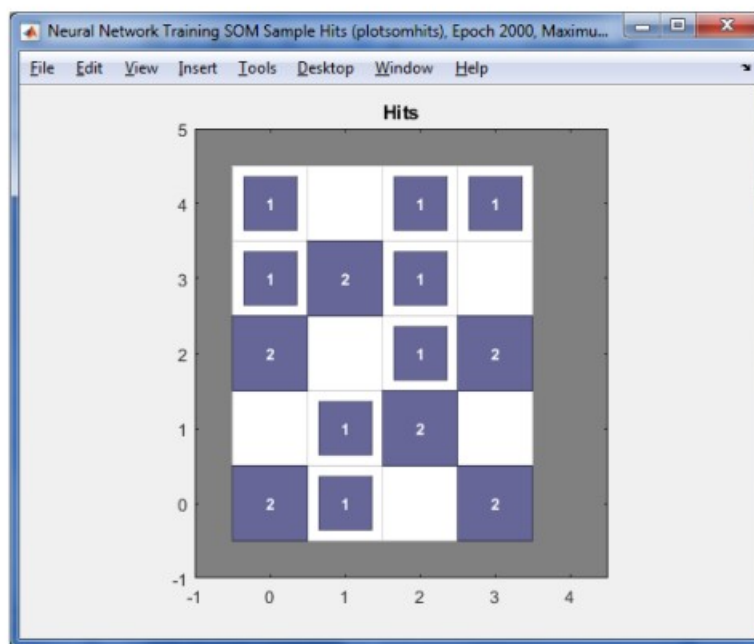 Neural Network Training SOM Sample Hits (plotsomhits), Epoch 2000, Maximu...
File Edit View Insert Tools Desktop Window Help
Hits
5
4 1 1 1
3 1 2 1
2 2 1 2
1 1 2
0 2 1 2
-1
-1 0 1 2 3 4